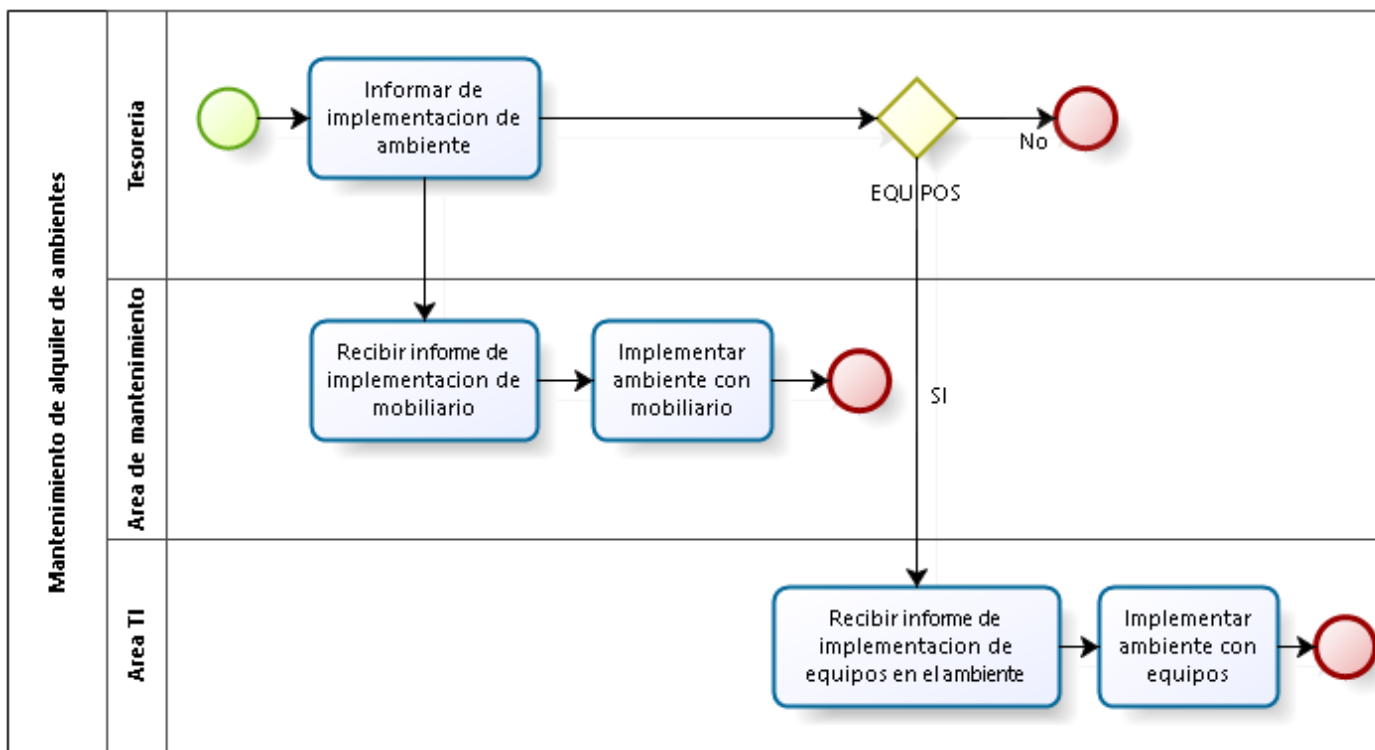 Mantenimiento de alquiler de ambientes
Tesoreria
Informar de
implementacion de
ambiente
No
EQUIPOS
Area de mantenimiento
Recibir informe de
implementacion de
mobiliario
Implementar
ambiente con
mobiliario
SI
Area TI
Recibir informe de
implementacion de
equipos en el ambiente
Implementar
ambiente con
equipos